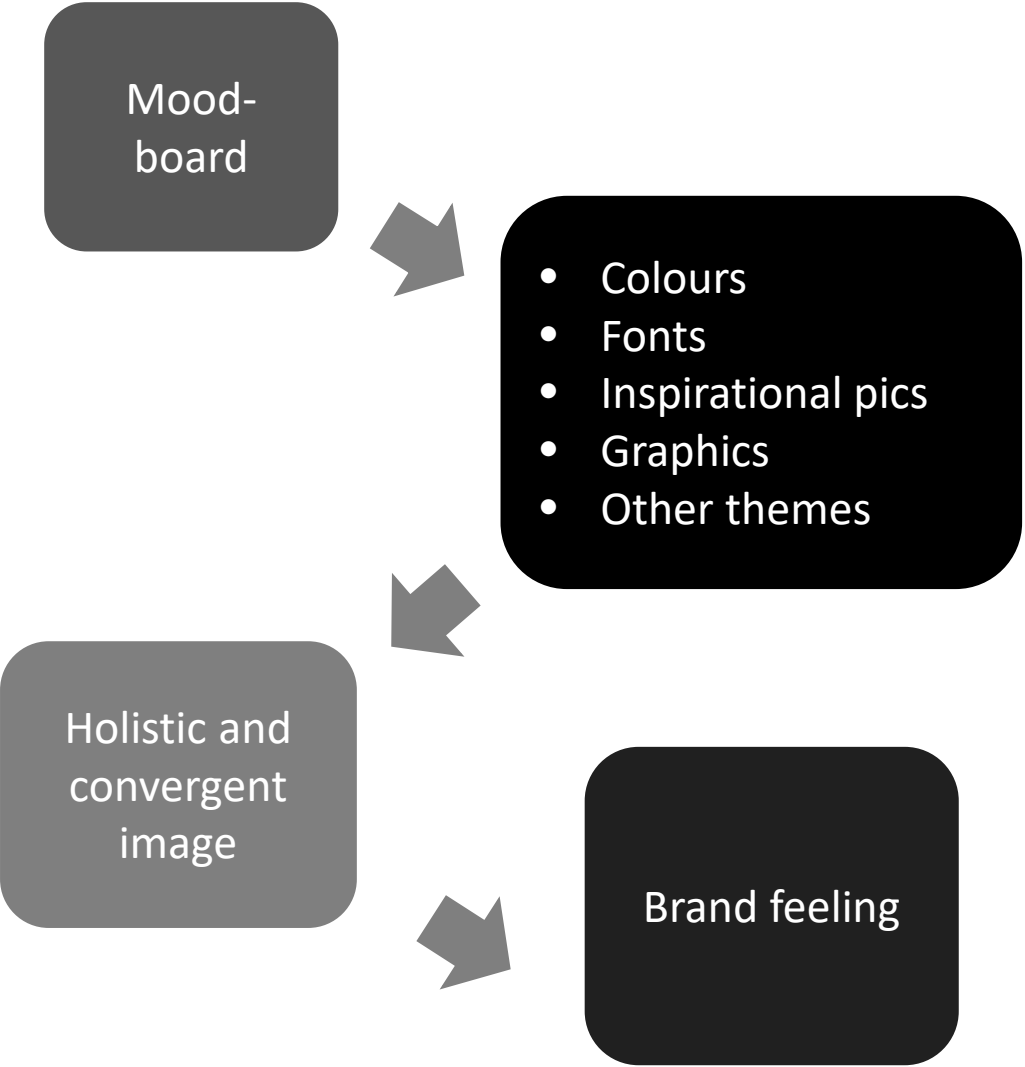 Mood-
board
• Colours
• Fonts
• Inspirational pics
• Graphics
• Other themes
Holistic and
convergent
image
Brand feeling